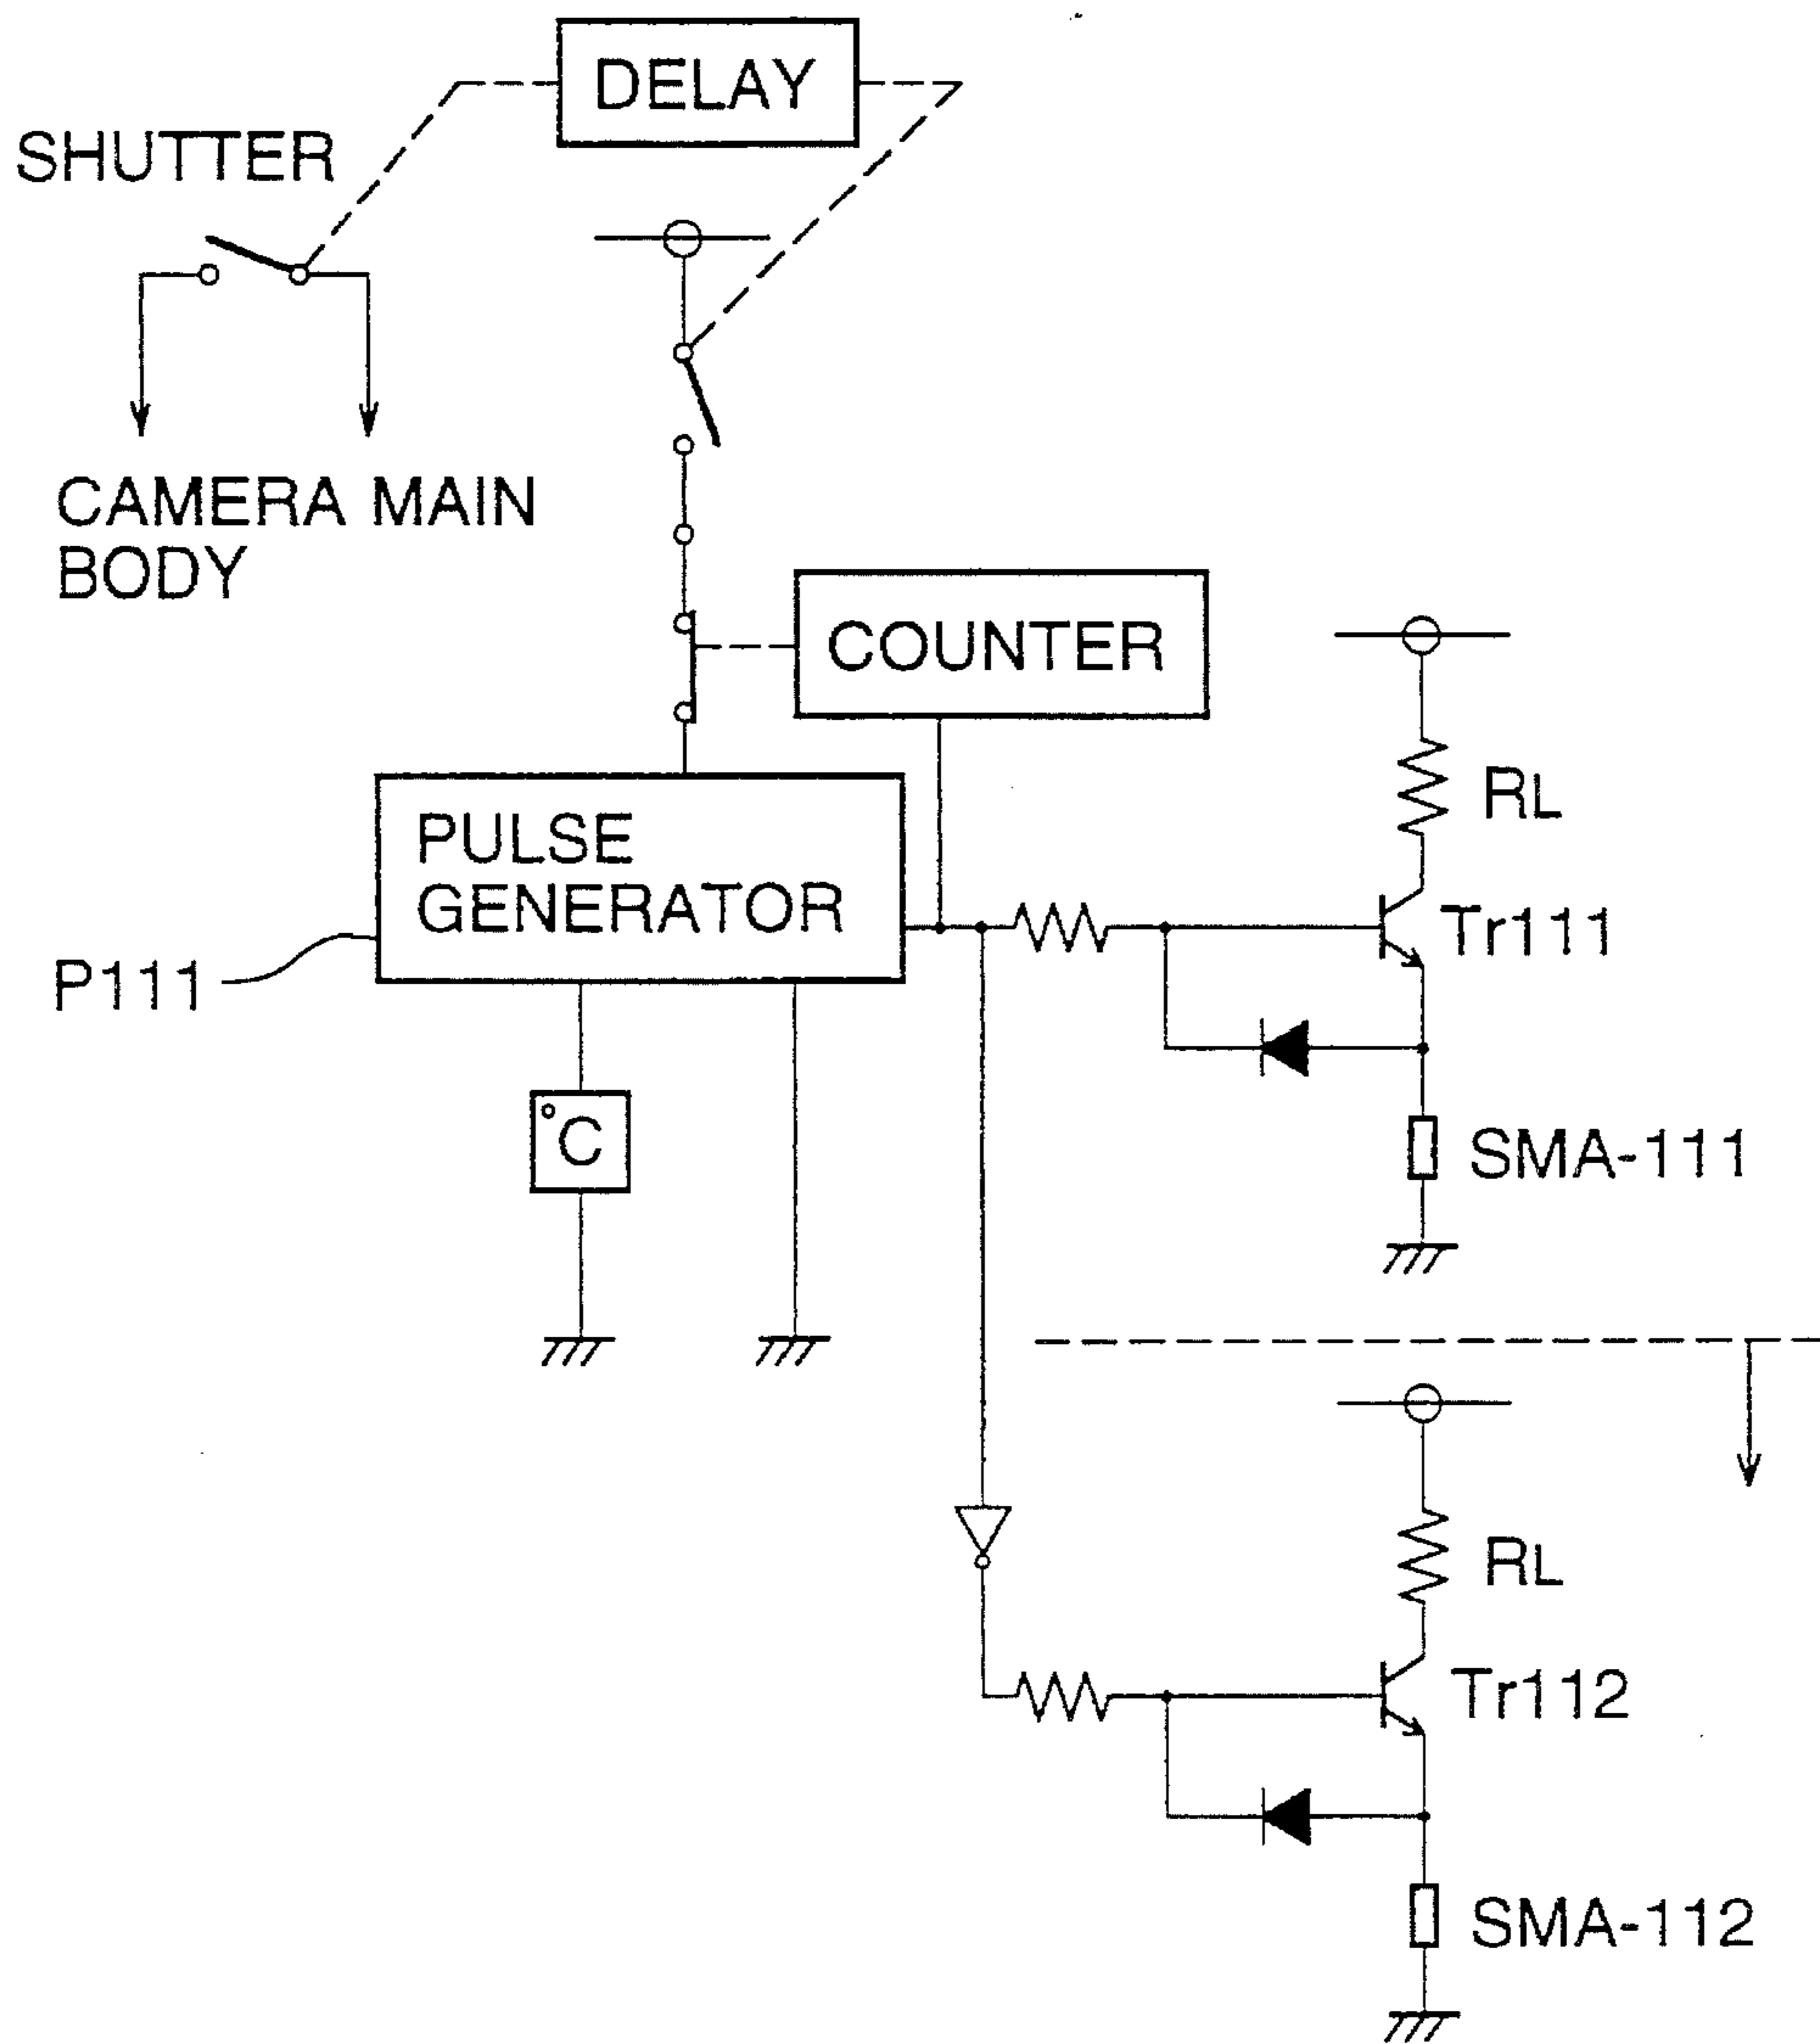 DELAY
SHUTTER
CAMERA MAIN
BODY
COUNTER
RL
PULSE
GENERATOR
Tr111
P111
°C
SMA-111
RL
Tr112
SMA-112